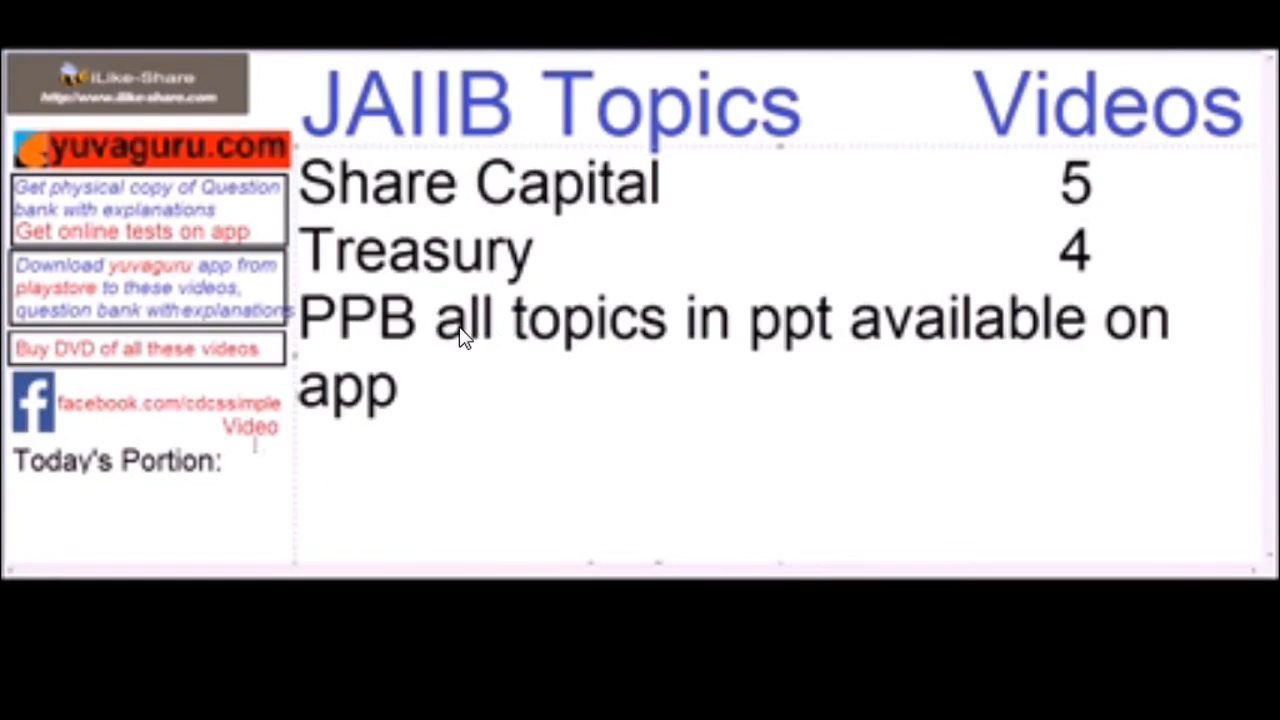 iLike-Share
http://www.ilike-share.com
yuvaguru.com
Get physical copy of Question
bank with explanations
Get online tests on app
Download yuvaguru app from
playstore to these videos,
question bank with explanations
Buy DVD of all these videos
facebook.com/cdcssimple
Video
Today's Portion:
JAIIB Topics Videos
Share Capital 5
Treasury 4
PPB all topics in ppt available on
app